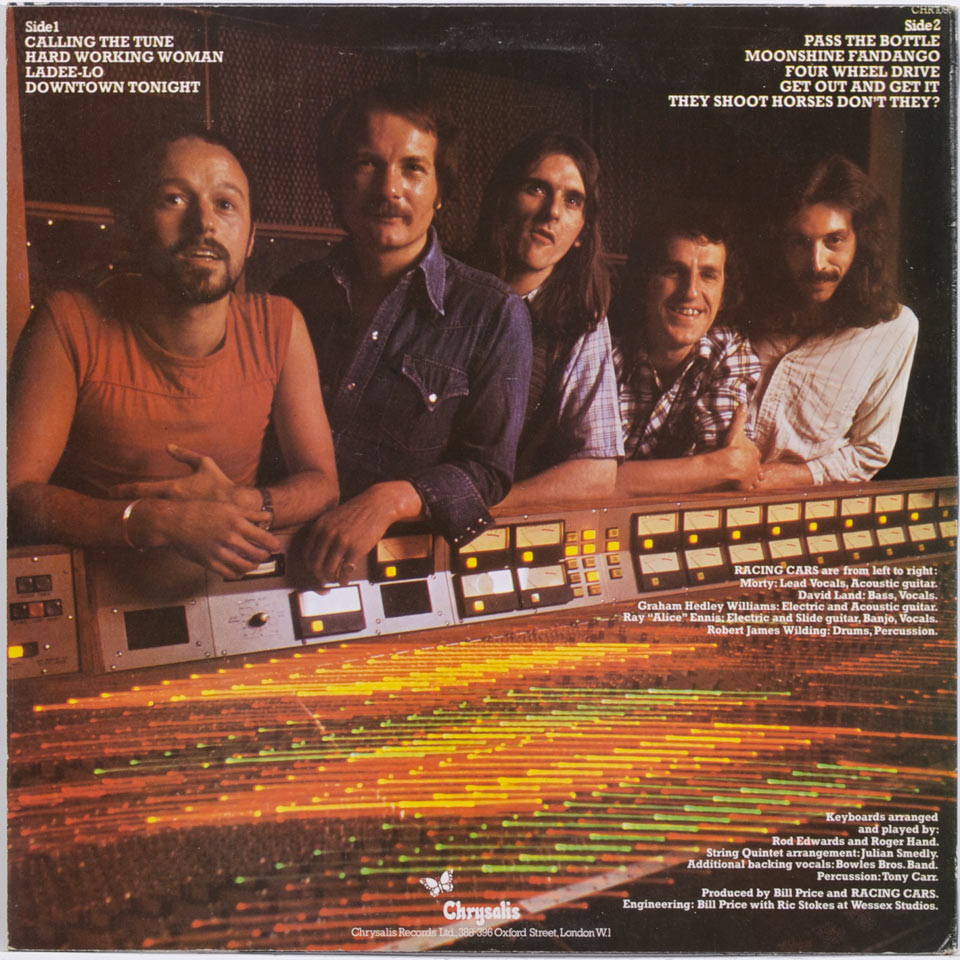 CHR 1099
Side 1
CALLING THE TUNE
HARD WORKING WOMAN
LADEE-LO
DOWNTOWN TONIGHT
Side 2
PASS THE BOTTLE
MOONSHINE FANDANGO
FOUR WHEEL DRIVE
GET OUT AND GET IT
THEY SHOOT HORSES DON'T THEY?
RACING CARS are from left to right:
Morty: Lead Vocals, Acoustic guitar.
David Land: Bass, Vocals.
Graham Hedley Williams: Electric and Acoustic guitar.
Ray "Alice" Ennis: Electric and Slide guitar, Banjo, Vocals.
Robert James Wilding: Drums, Percussion.
Keyboards arranged
and played by:
Rod Edwards and Roger Hand.
String Quintet arrangement: Julian Smedly.
Additional backing vocals: Bowles Bros. Band.
Percussion: Tony Carr.
Produced by Bill Price and RACING CARS.
Engineering: Bill Price with Ric Stokes at Wessex Studios.
Chrysalis
Chrysalis Records Ltd., 388-396 Oxford Street, London W.1